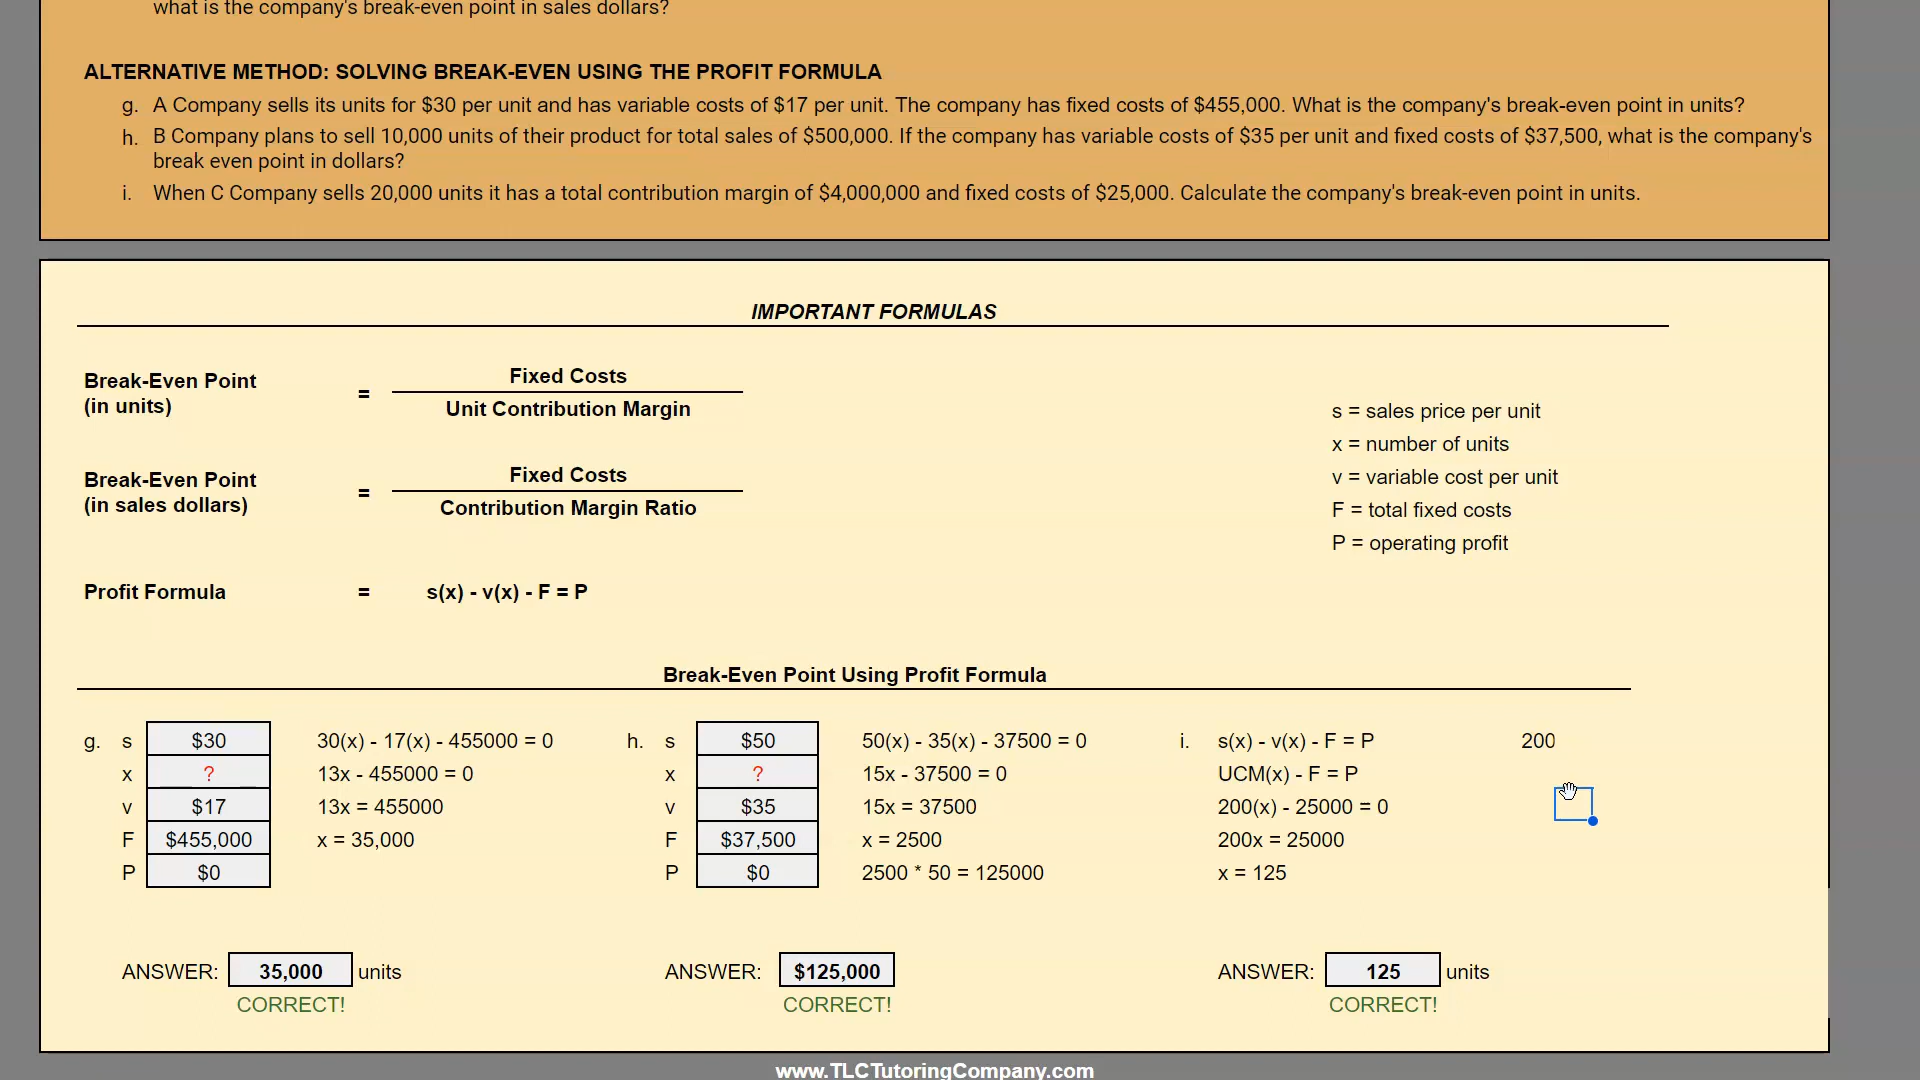 what is the company's break-even point in sales dollars?
ALTERNATIVE METHOD: SOLVING BREAK-EVEN USING THE PROFIT FORMULA
g. A Company sells its units for $30 per unit and has variable costs of $17 per unit. The company has fixed costs of $455,000. What is the company's break-even point in units?
h. B Company plans to sell 10,000 units of their product for total sales of $500,000. If the company has variable costs of $35 per unit and fixed costs of $37,500, what is the company's
break even point in dollars?
i. When C Company sells 20,000 units it has a total contribution margin of $4,000,000 and fixed costs of $25,000. Calculate the company's break-even point in units.
IMPORTANT FORMULAS
Break-Even Point
(in units)
=
Fixed Costs
Unit Contribution Margin
Break-Even Point
(in sales dollars)
=
Fixed Costs
Contribution Margin Ratio
Profit Formula = s(x) - v(x) - F = P
s = sales price per unit
x = number of units
v = variable cost per unit
F = total fixed costs
P = operating profit
Break-Even Point Using Profit Formula
g. s $30 30(x) - 17(x) - 455000 = 0
x ? 13x - 455000 = 0
v $17 13x = 455000
F $455,000 x = 35,000
P $0
ANSWER: 35,000 units
CORRECT!
h. s $50 50(x) - 35(x) - 37500 = 0
x ? 15x - 37500 = 0
v $35 15x = 37500
F $37,500 x = 2500
P $0 2500 * 50 = 125000
ANSWER: $125,000
CORRECT!
i. s(x) - v(x) - F = P 200
UCM(x) - F = P
200(x) - 25000 = 0
200x = 25000
x = 125
ANSWER: 125 units
CORRECT!
www.TLCTutoringCompany.com